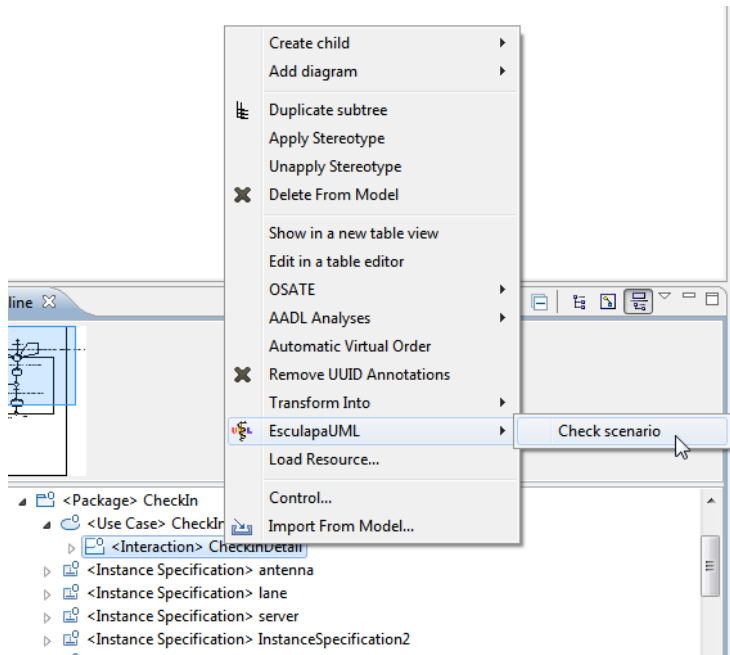 Create child
Add diagram
Duplicate subtree
Apply Stereotype
Unapply Stereotype
Delete From Model
Show in a new table view
Edit in a table editor
OSATE
line
AADL Analyses
Automatic Virtual Order
Remove UUID Annotations
Transform Into
EsculapaUML
Check scenario
Load Resource...
<Package> CheckIn
Control...
<Use Case> CheckIn
Import From Model...
<Interaction> CheckInDetail
<Instance Specification> antenna
<Instance Specification> lane
<Instance Specification> server
<Instance Specification> InstanceSpecification2